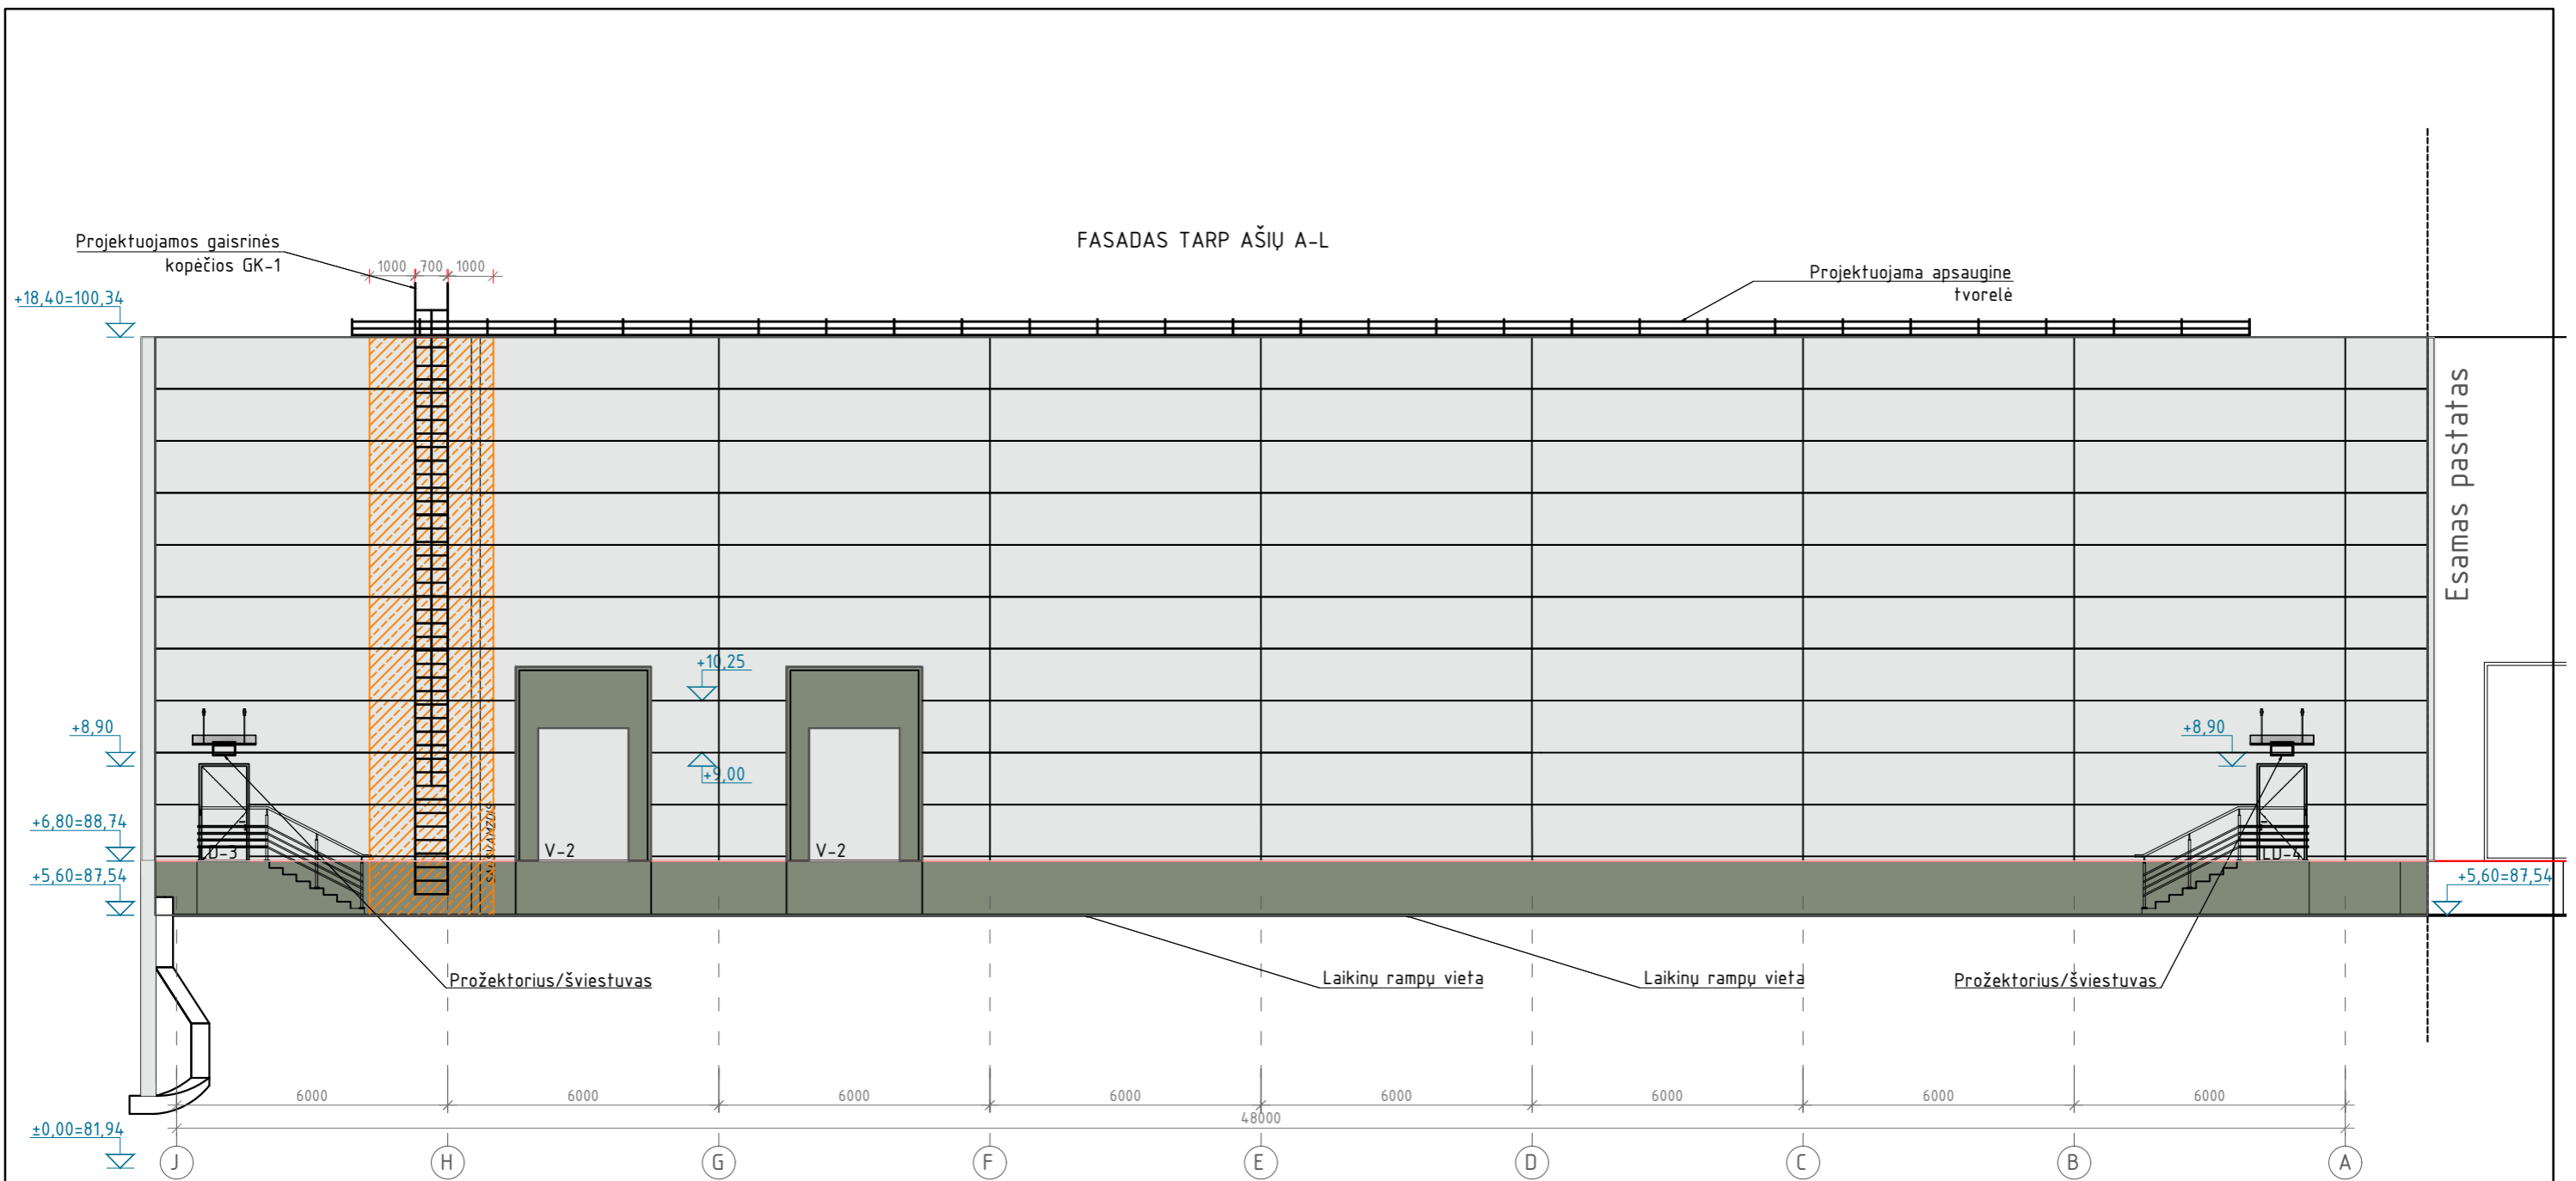 FASADAS TARP AŠIŲ A-L
Projektuojamos gaisrinės
kopėčios GK-1
1000 700 1000
Projektuojama apsaugine
tvorelė
+18,40=100,34
Esamas pastatas
+10,25
+8,90
+8,90
+9,00
+6,80=88,74
V-2
V-2
+5,60=87,54
+5,60=87,54
Prožektorius/šviestuvas
Laikinų rampų vieta
Laikinų rampų vieta
Prožektorius/šviestuvas
6000 6000 6000 6000 6000 6000 6000 6000
48000
±0,00=81,94
J H G F E D C B A